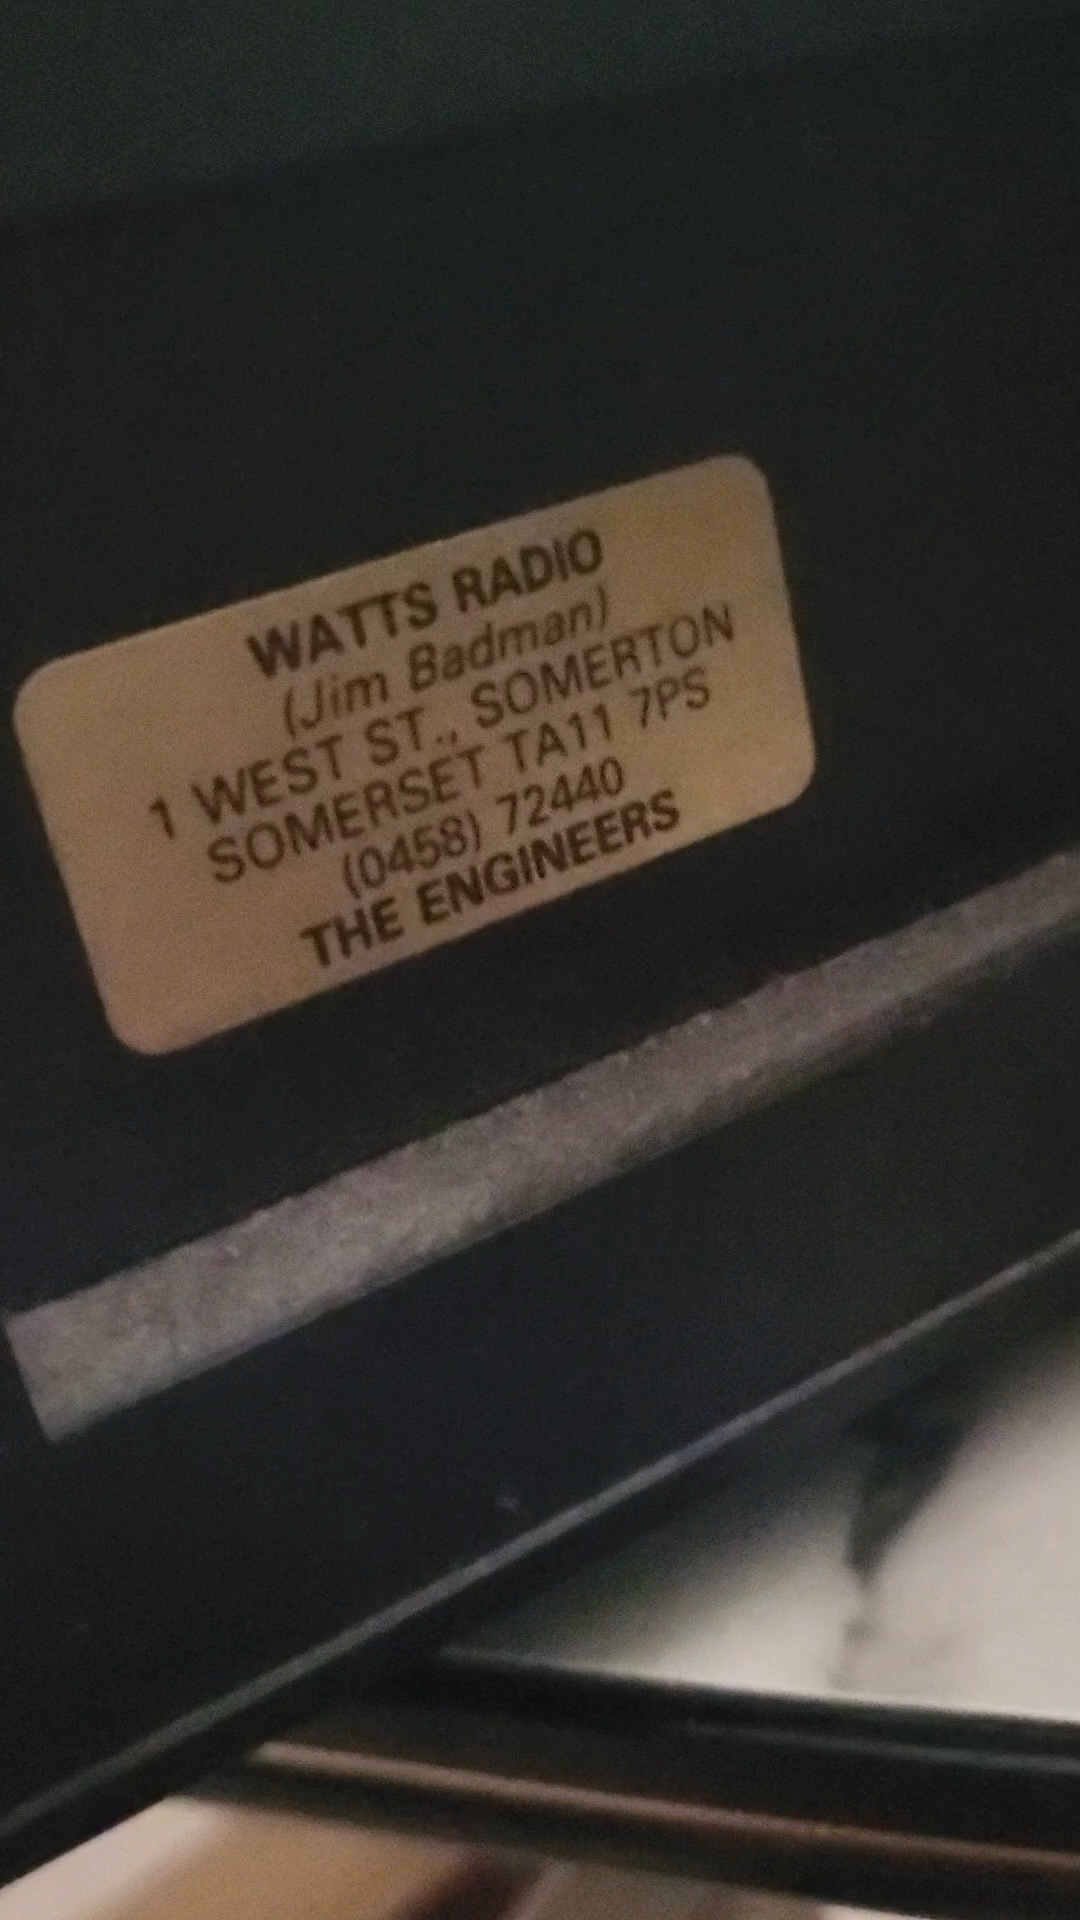 WATTS RADIO
(Jim Badman)
1 WEST ST., SOMERTON
SOMERSET TA11 7PS
(0458) 72440
THE ENGINEERS